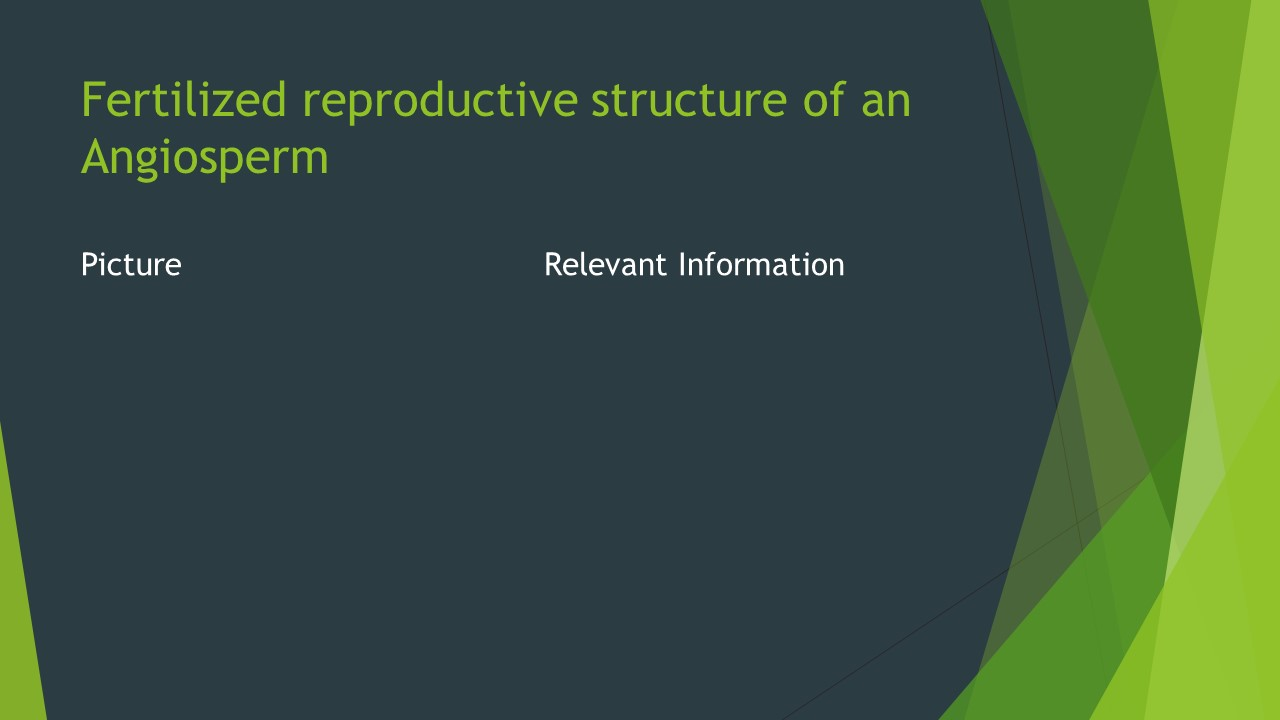 Fertilized reproductive structure of an
Angiosperm
Picture
Relevant Information